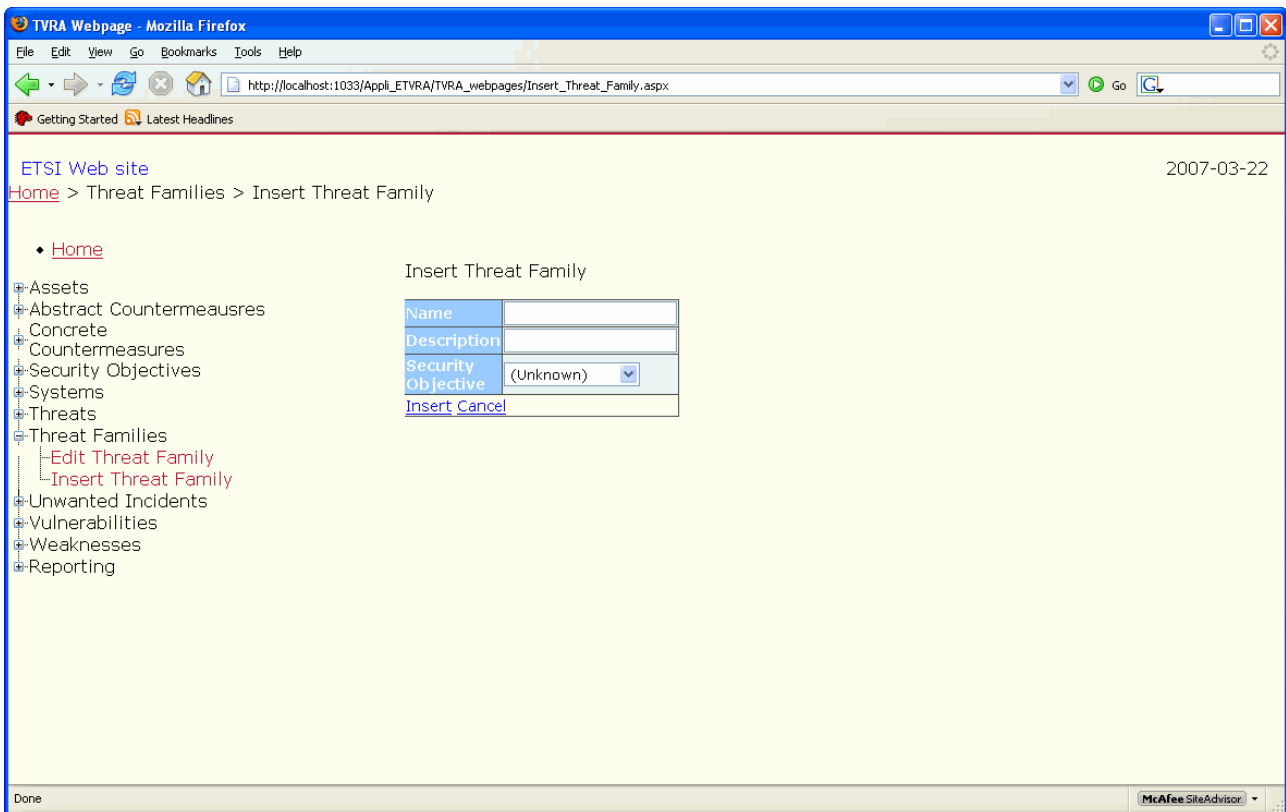 TVRA Webpage - Mozilla Firefox
File Edit View Go Bookmarks Tools Help
http://localhost:1033/Appli_ETVRA/TVRA_webpages/Insert_Threat_Family.aspx Go G
Getting Started Latest Headlines
ETSI Web site 2007-03-22
Home > Threat Families > Insert Threat Family
Home
Assets
Abstract Countermeausres
Concrete
Countermeasures
Security Objectives
Systems
Threats
Threat Families
Edit Threat Family
Insert Threat Family
Unwanted Incidents
Vulnerabilities
Weaknesses
Reporting
Insert Threat Family
Name
Description
Security
Objective (Unknown)
Insert Cancel
Done McAfee SiteAdvisor